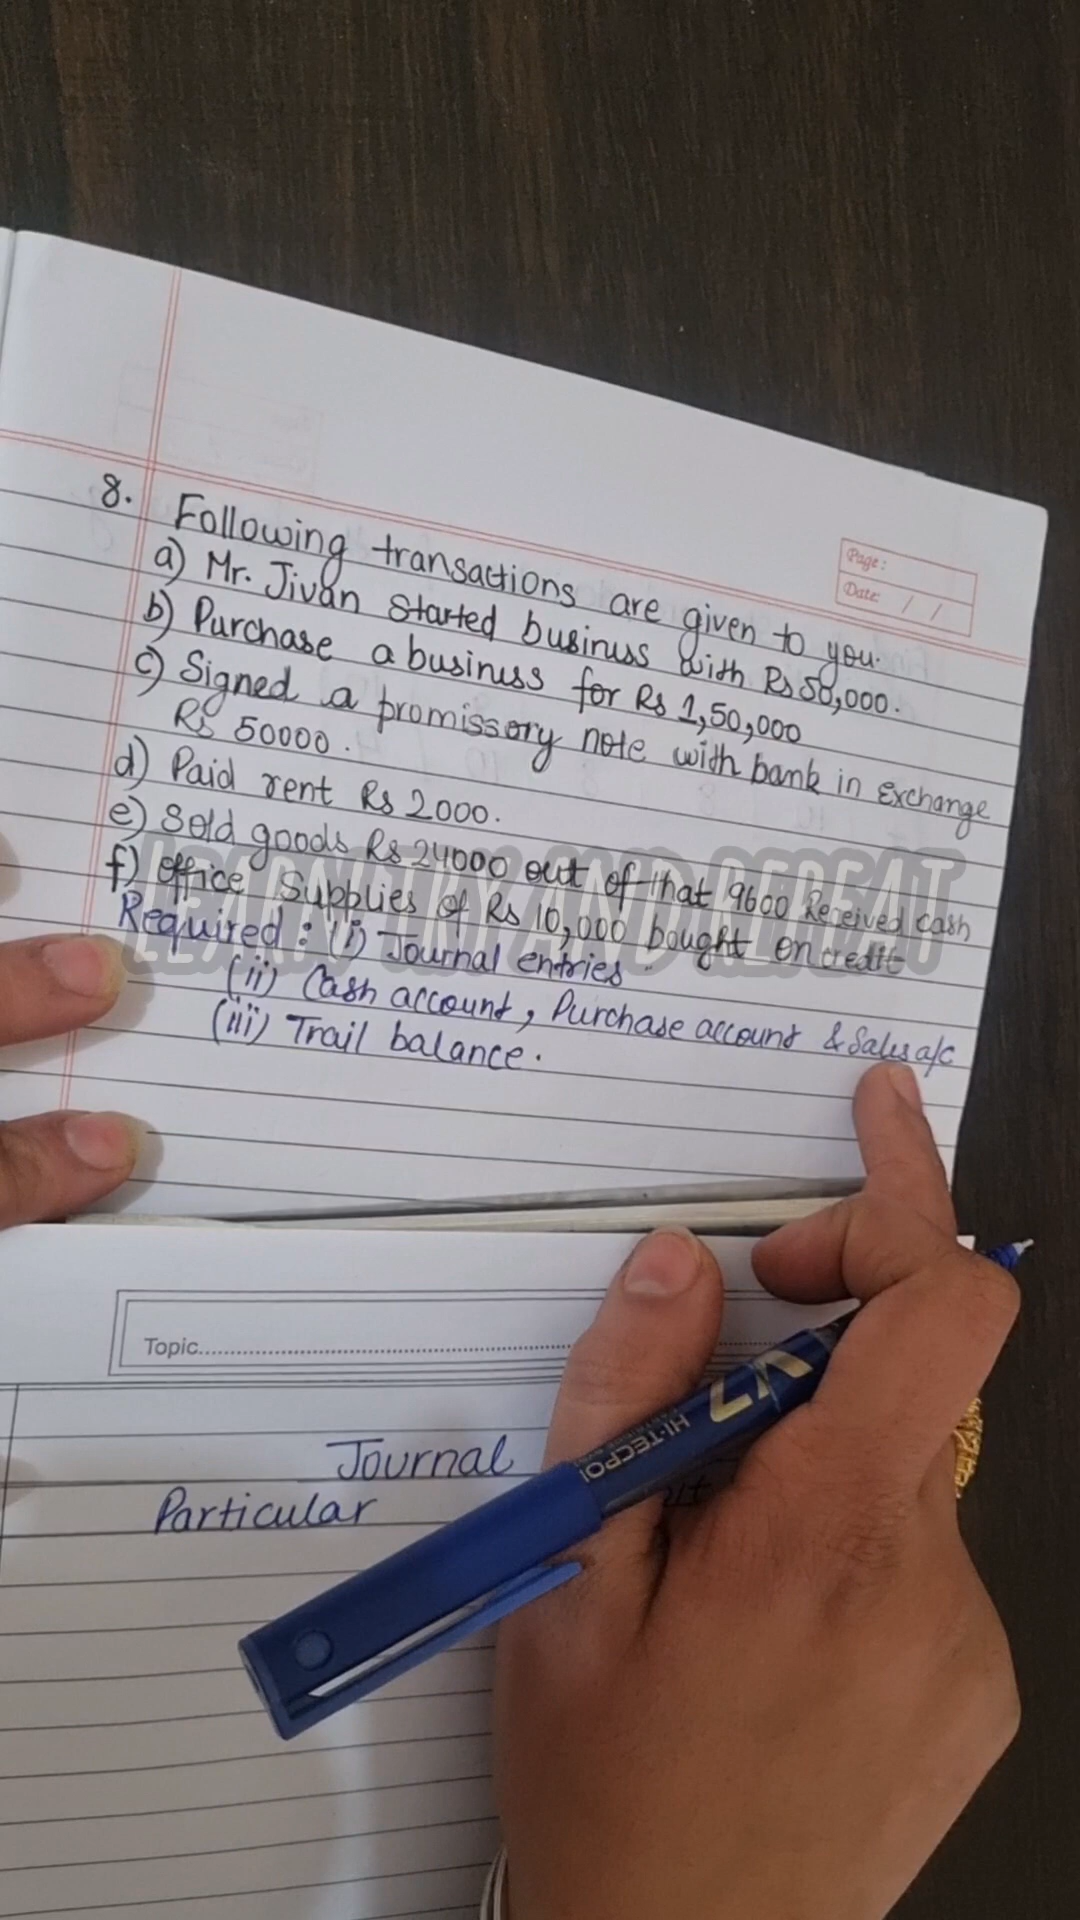 8. Following transactions are given to you.
a) Mr. Jivan started business with Rs 50,000.
b) Purchase a business for Rs 1,50,000
c) Signed a promissory note with bank in exchange
Rs 50000.
d) Paid rent Rs 2000.
e) Sold goods Rs 24000 out of that 9600 Received cash
f) office supplies of Rs 10,000 bought on credit
Required : (i) Journal entries
(ii) Cash account, Purchase account & Sales a/c
(iii) Trail balance.
Page:
Date: / /
LEARN TRY AND REPEAT
Topic
Journal
Particular
V7
HI-TECPOI